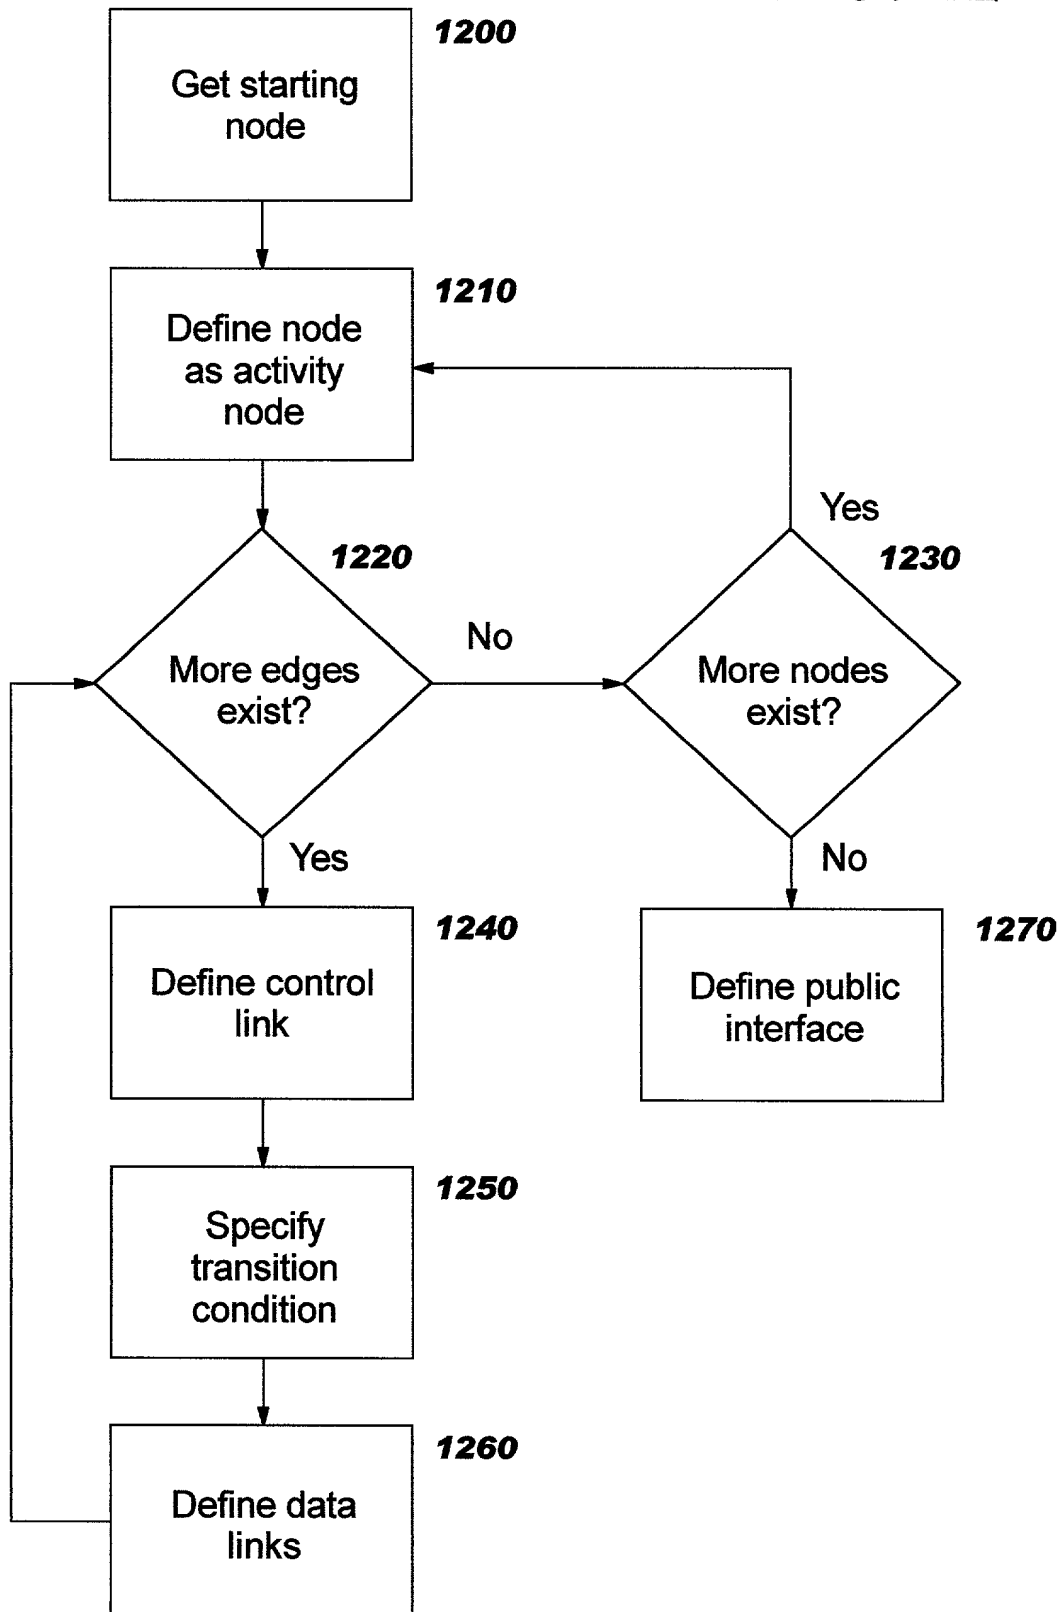 1200
Get starting
node
1210
Define node
as activity
node
Yes
1220
1230
No
More edges
exist?
More nodes
exist?
Yes
No
1240
1270
Define control
link
Define public
interface
1250
Specify
transition
condition
1260
Define data
links